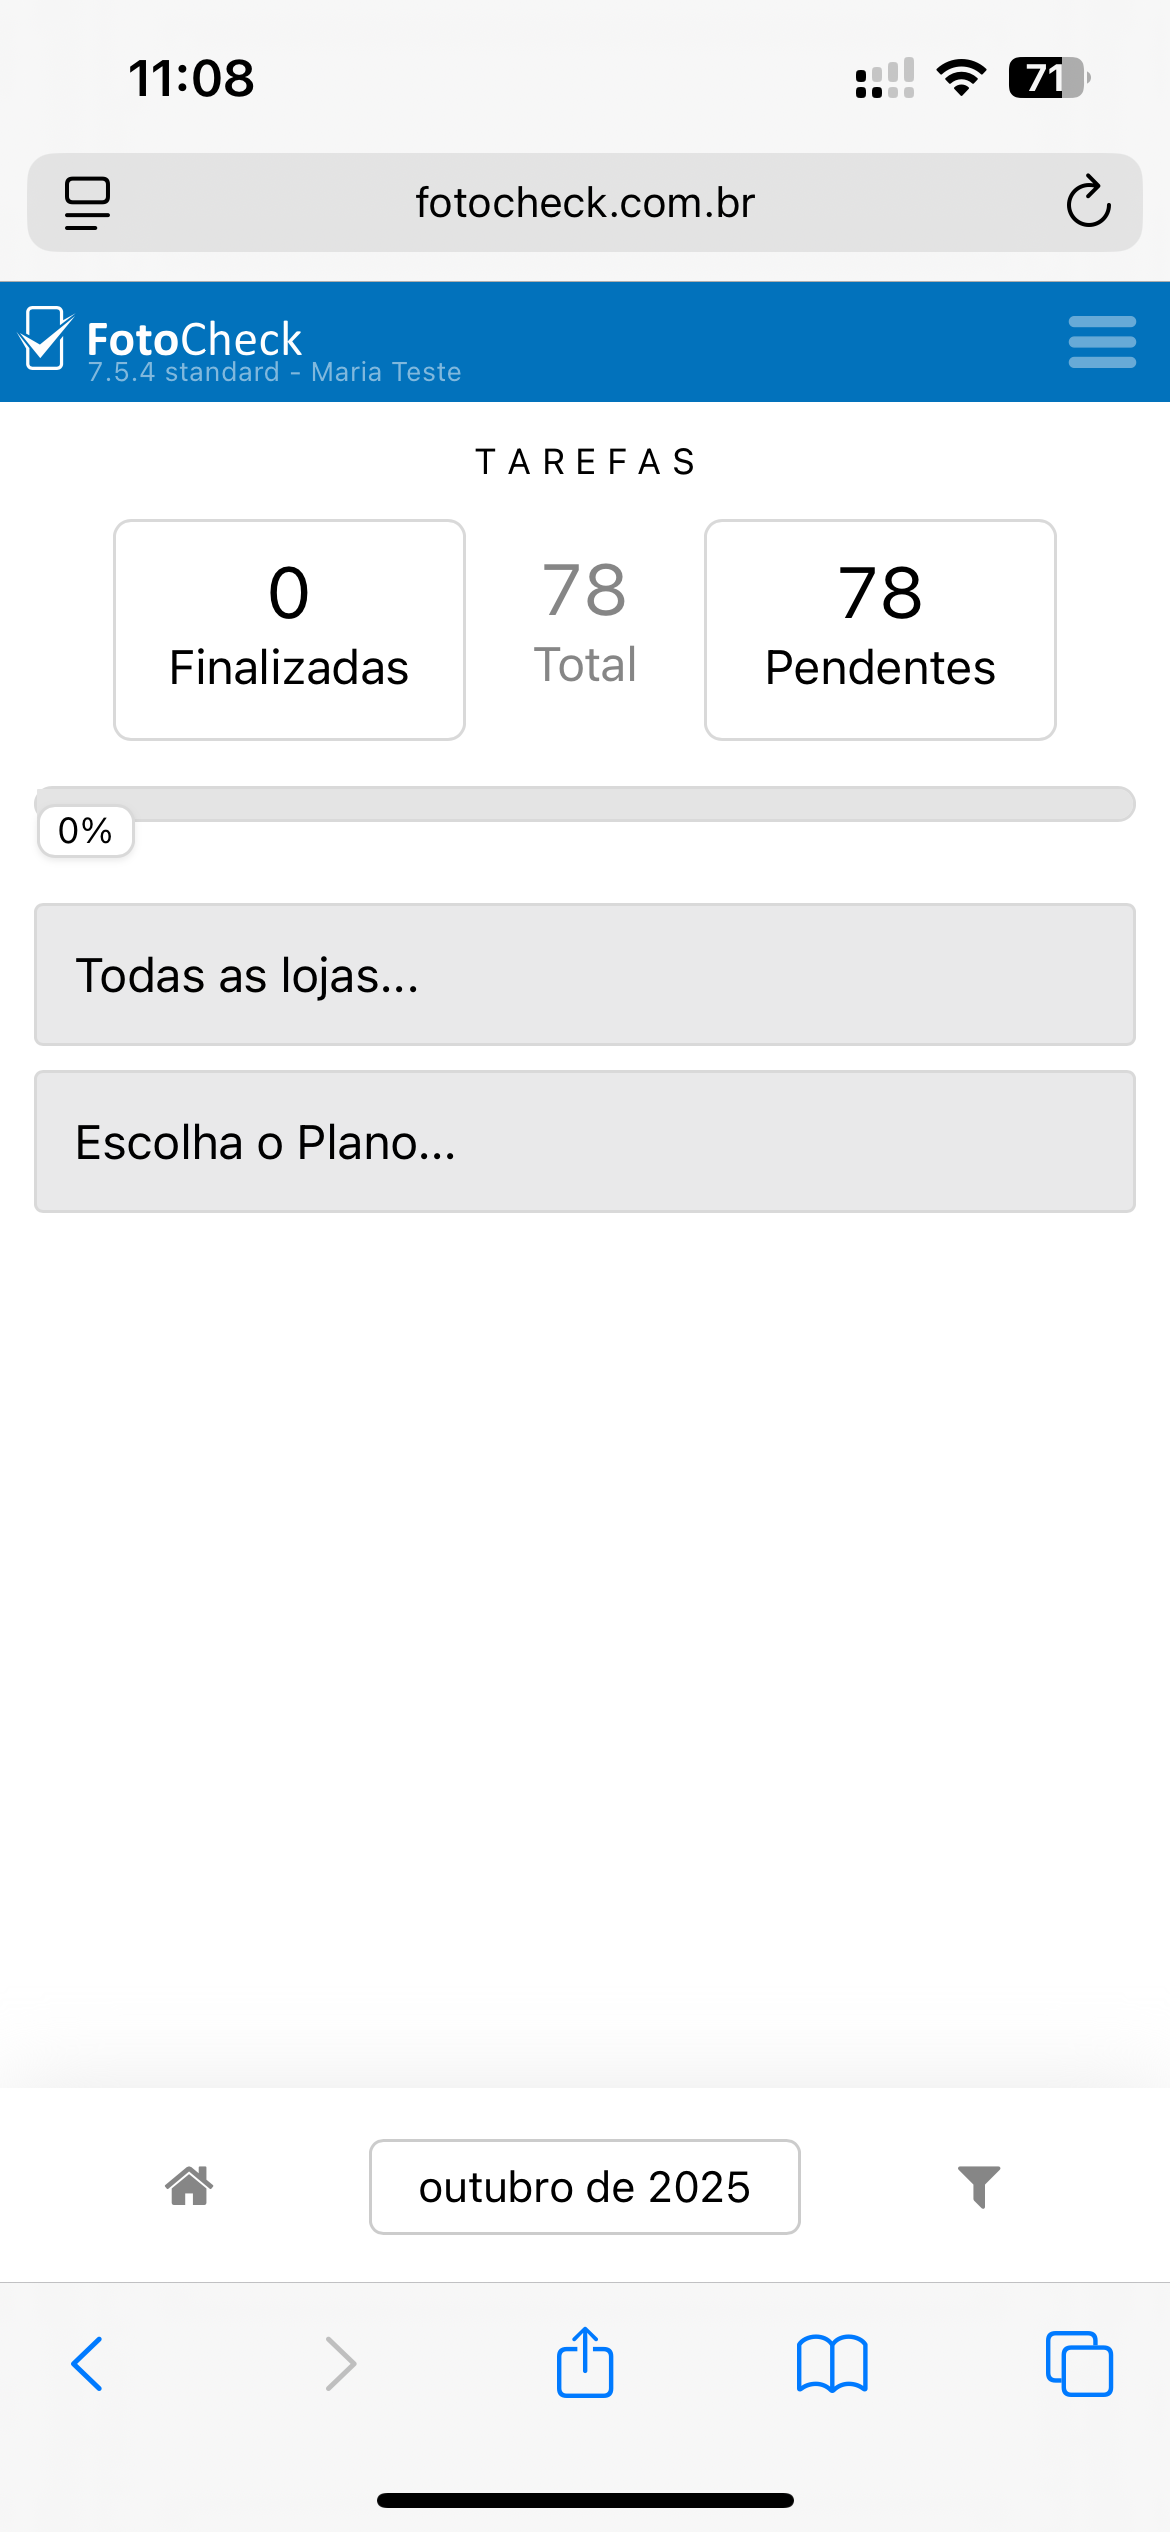 11:08
71
fotocheck.com.br
FotoCheck
7.5.4 standard - Maria Teste
TAREFAS
0
Finalizadas
78
Total
78
Pendentes
0%
Todas as lojas...
Escolha o Plano...
outubro de 2025